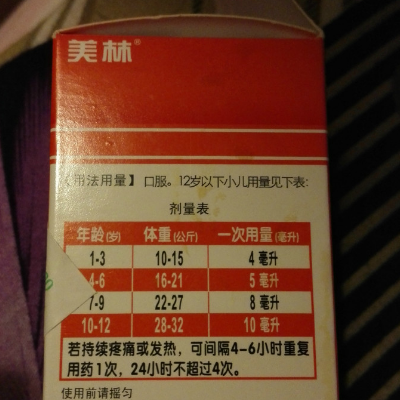 美林®
【用法用量】 口服。12岁以下小儿用量见下表:
剂量表
年龄(岁) 体重(公斤) 一次用量(毫升)
1-3 10-15 4 毫升
4-6 16-21 5 毫升
7-9 22-27 8 毫升
10-12 28-32 10 毫升
若持续疼痛或发热，可间隔4-6小时重复
用药1次，24小时不超过4次。
使用前请摇匀